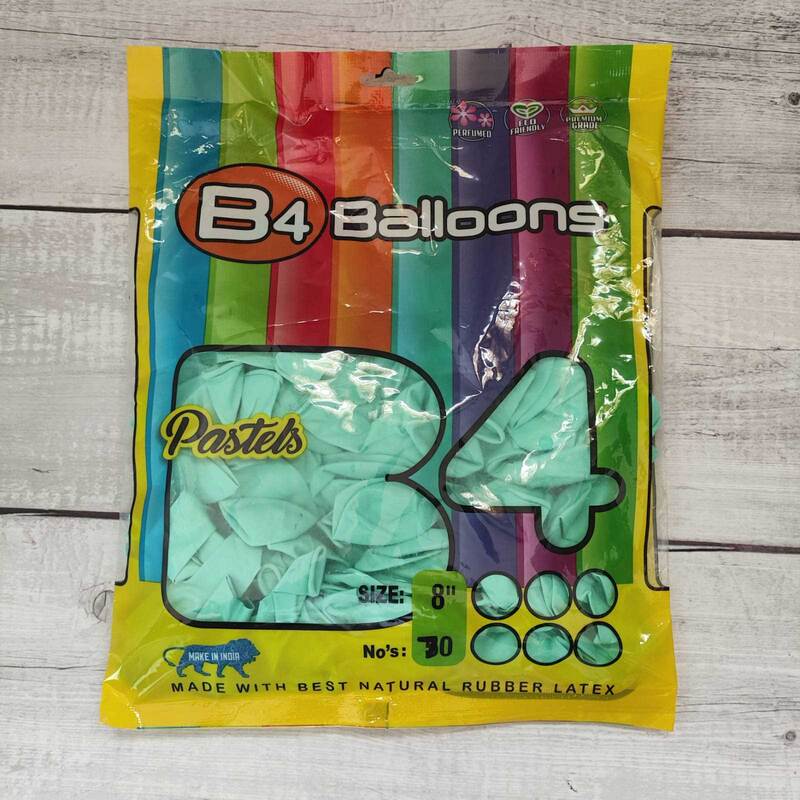 PERFUMED
ECO FRIENDLY
PREMIUM GRADE
B4 Balloons
Pastels
B4
SIZE: 8"
No's:
MAKE IN INDIA
MADE WITH BEST NATURAL RUBBER LATEX